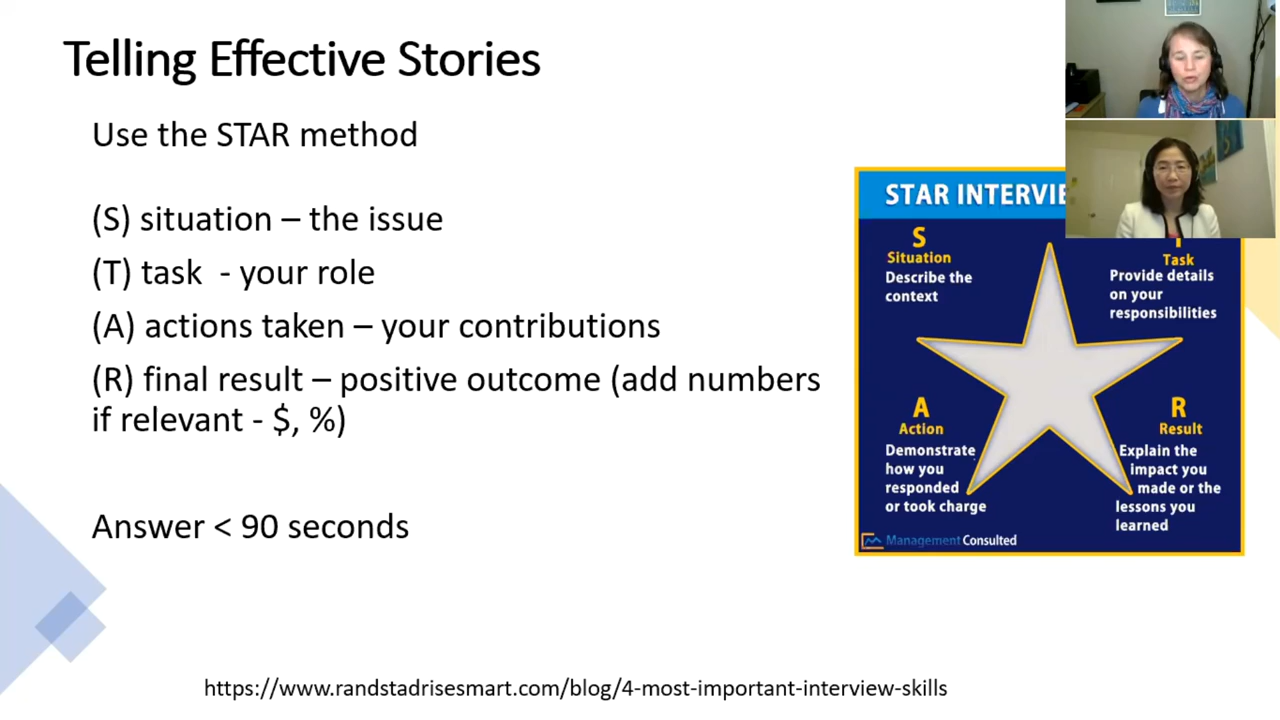 Telling Effective Stories
Use the STAR method
(S) situation – the issue
(T) task - your role
(A) actions taken – your contributions
(R) final result – positive outcome (add numbers
if relevant - $, %)
Answer < 90 seconds
STAR INTERVIE
S
Situation
Describe the
context
Task
Provide details
on your
responsibilities
A
Action
Demonstrate
how you
responded
or took charge
R
Result
Explain the
impact you
made or the
lessons you
learned
Management Consulted
https://www.randstadrisesmart.com/blog/4-most-important-interview-skills